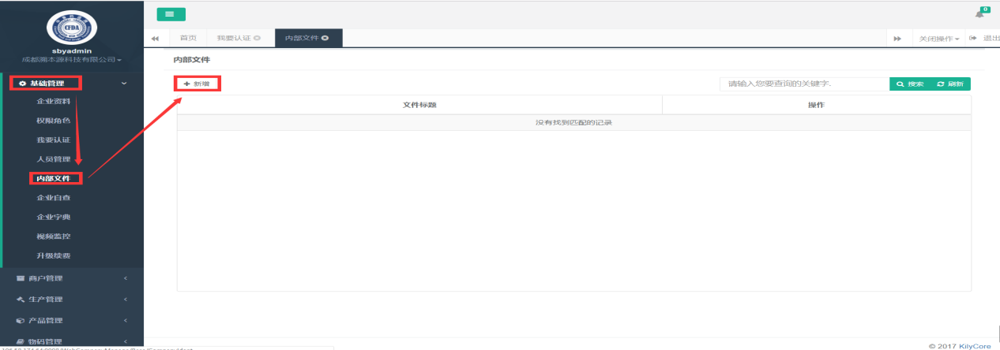 CFDA
sbyadmin
成都溯本源科技有限公司
基础管理
企业资料
权限角色
我要认证
人员管理
内部文件
企业自查
企业字典
视频监控
升级续费
商户管理
生产管理
产品管理
物码管理
0
首页
我要认证
内部文件
关闭操作
退出
内部文件
新增
请输入您要查询的关键字.
搜索
刷新
文件标题
操作
没有找到匹配的记录
© 2017 KilyCore